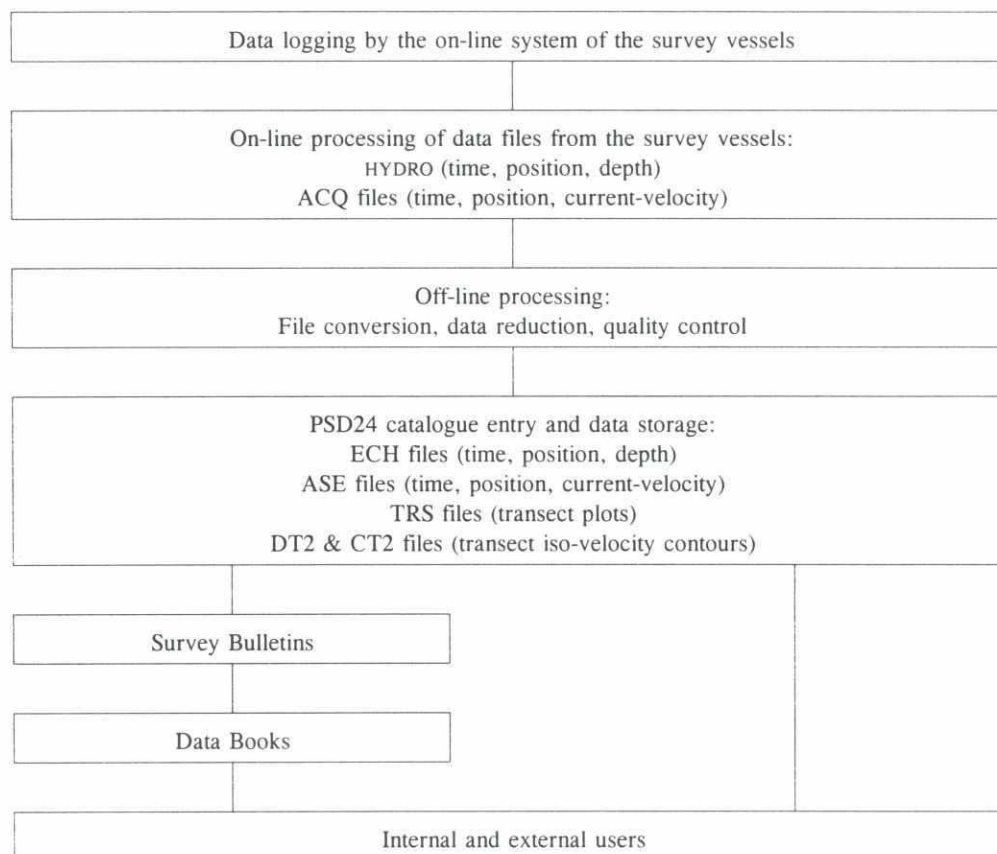 Data logging by the on-line system of the survey vessels
On-line processing of data files from the survey vessels:
HYDRO (time, position, depth)
ACQ files (time, position, current-velocity)
Off-line processing:
File conversion, data reduction, quality control
PSD24 catalogue entry and data storage:
ECH files (time, position, depth)
ASE files (time, position, current-velocity)
TRS files (transect plots)
DT2 & CT2 files (transect iso-velocity contours)
Survey Bulletins
Data Books
Internal and external users